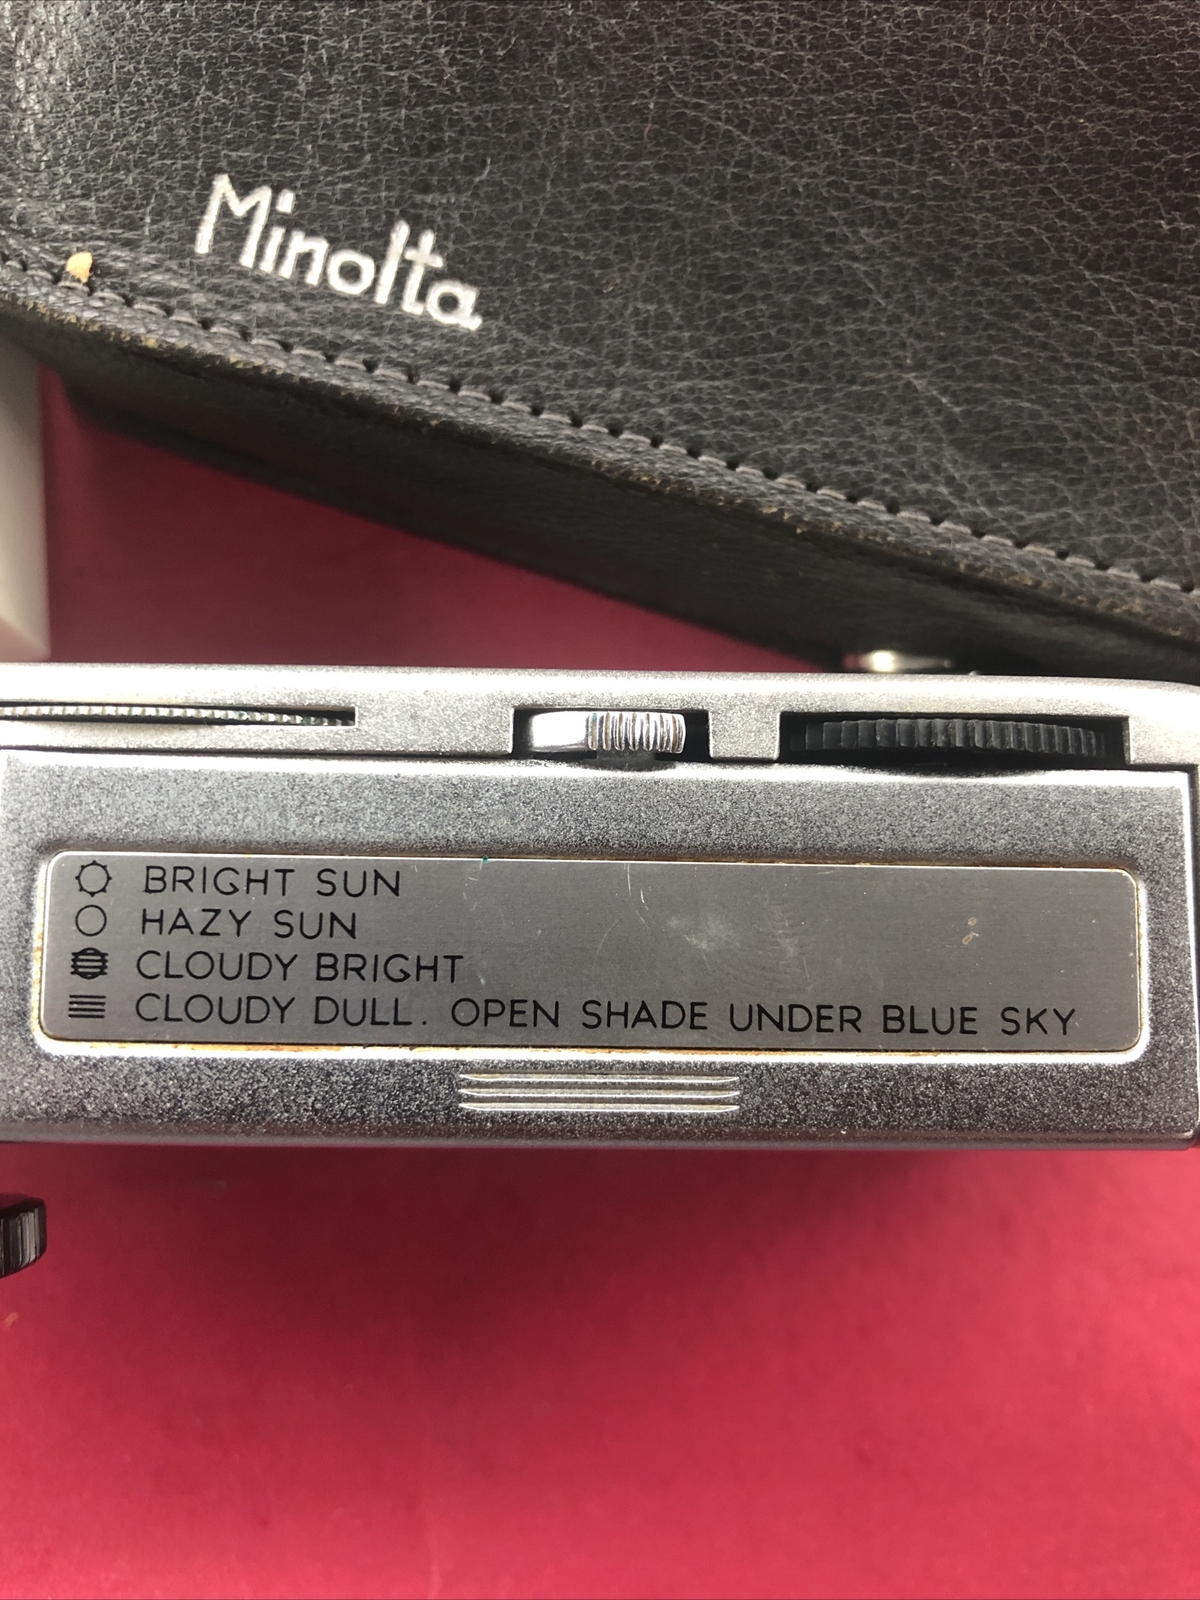 Minolta
BRIGHT SUN
HAZY SUN
CLOUDY BRIGHT
CLOUDY DULL. OPEN SHADE UNDER BLUE SKY